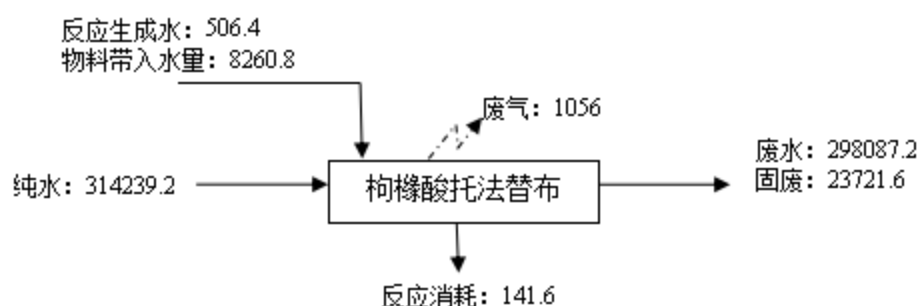 反应生成水：506.4
物料带入水量：8260.8
废气：1056
纯水：314239.2
枸橼酸托法替布
废水：298087.2
固废：23721.6
反应消耗：141.6